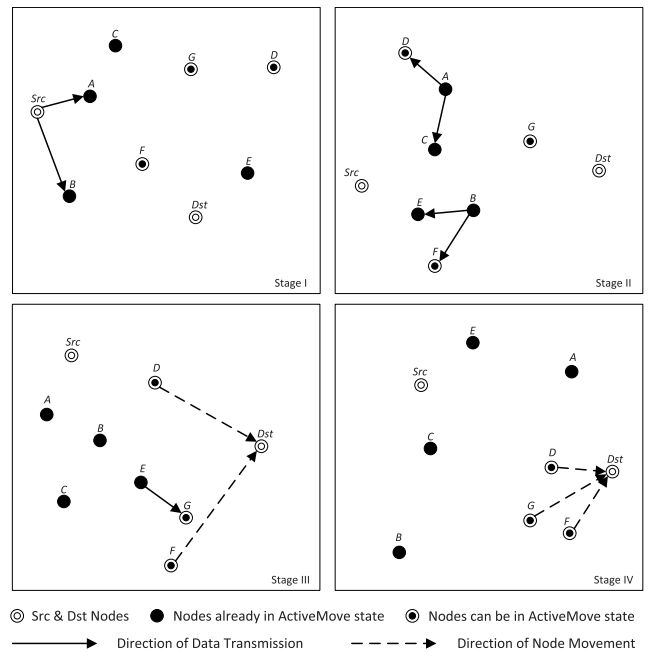 C
G
D
A
Src
F
E
B
Dst
Stage I
D
A
G
C
Dst
Src
E
B
F
Stage II
Src
D
A
B
Dst
E
C
G
F
Stage III
E
A
Src
C
D
Dst
G
F
B
Stage IV
Src & Dst Nodes Nodes already in ActiveMove state Nodes can be in ActiveMove state
Direction of Data Transmission Direction of Node Movement